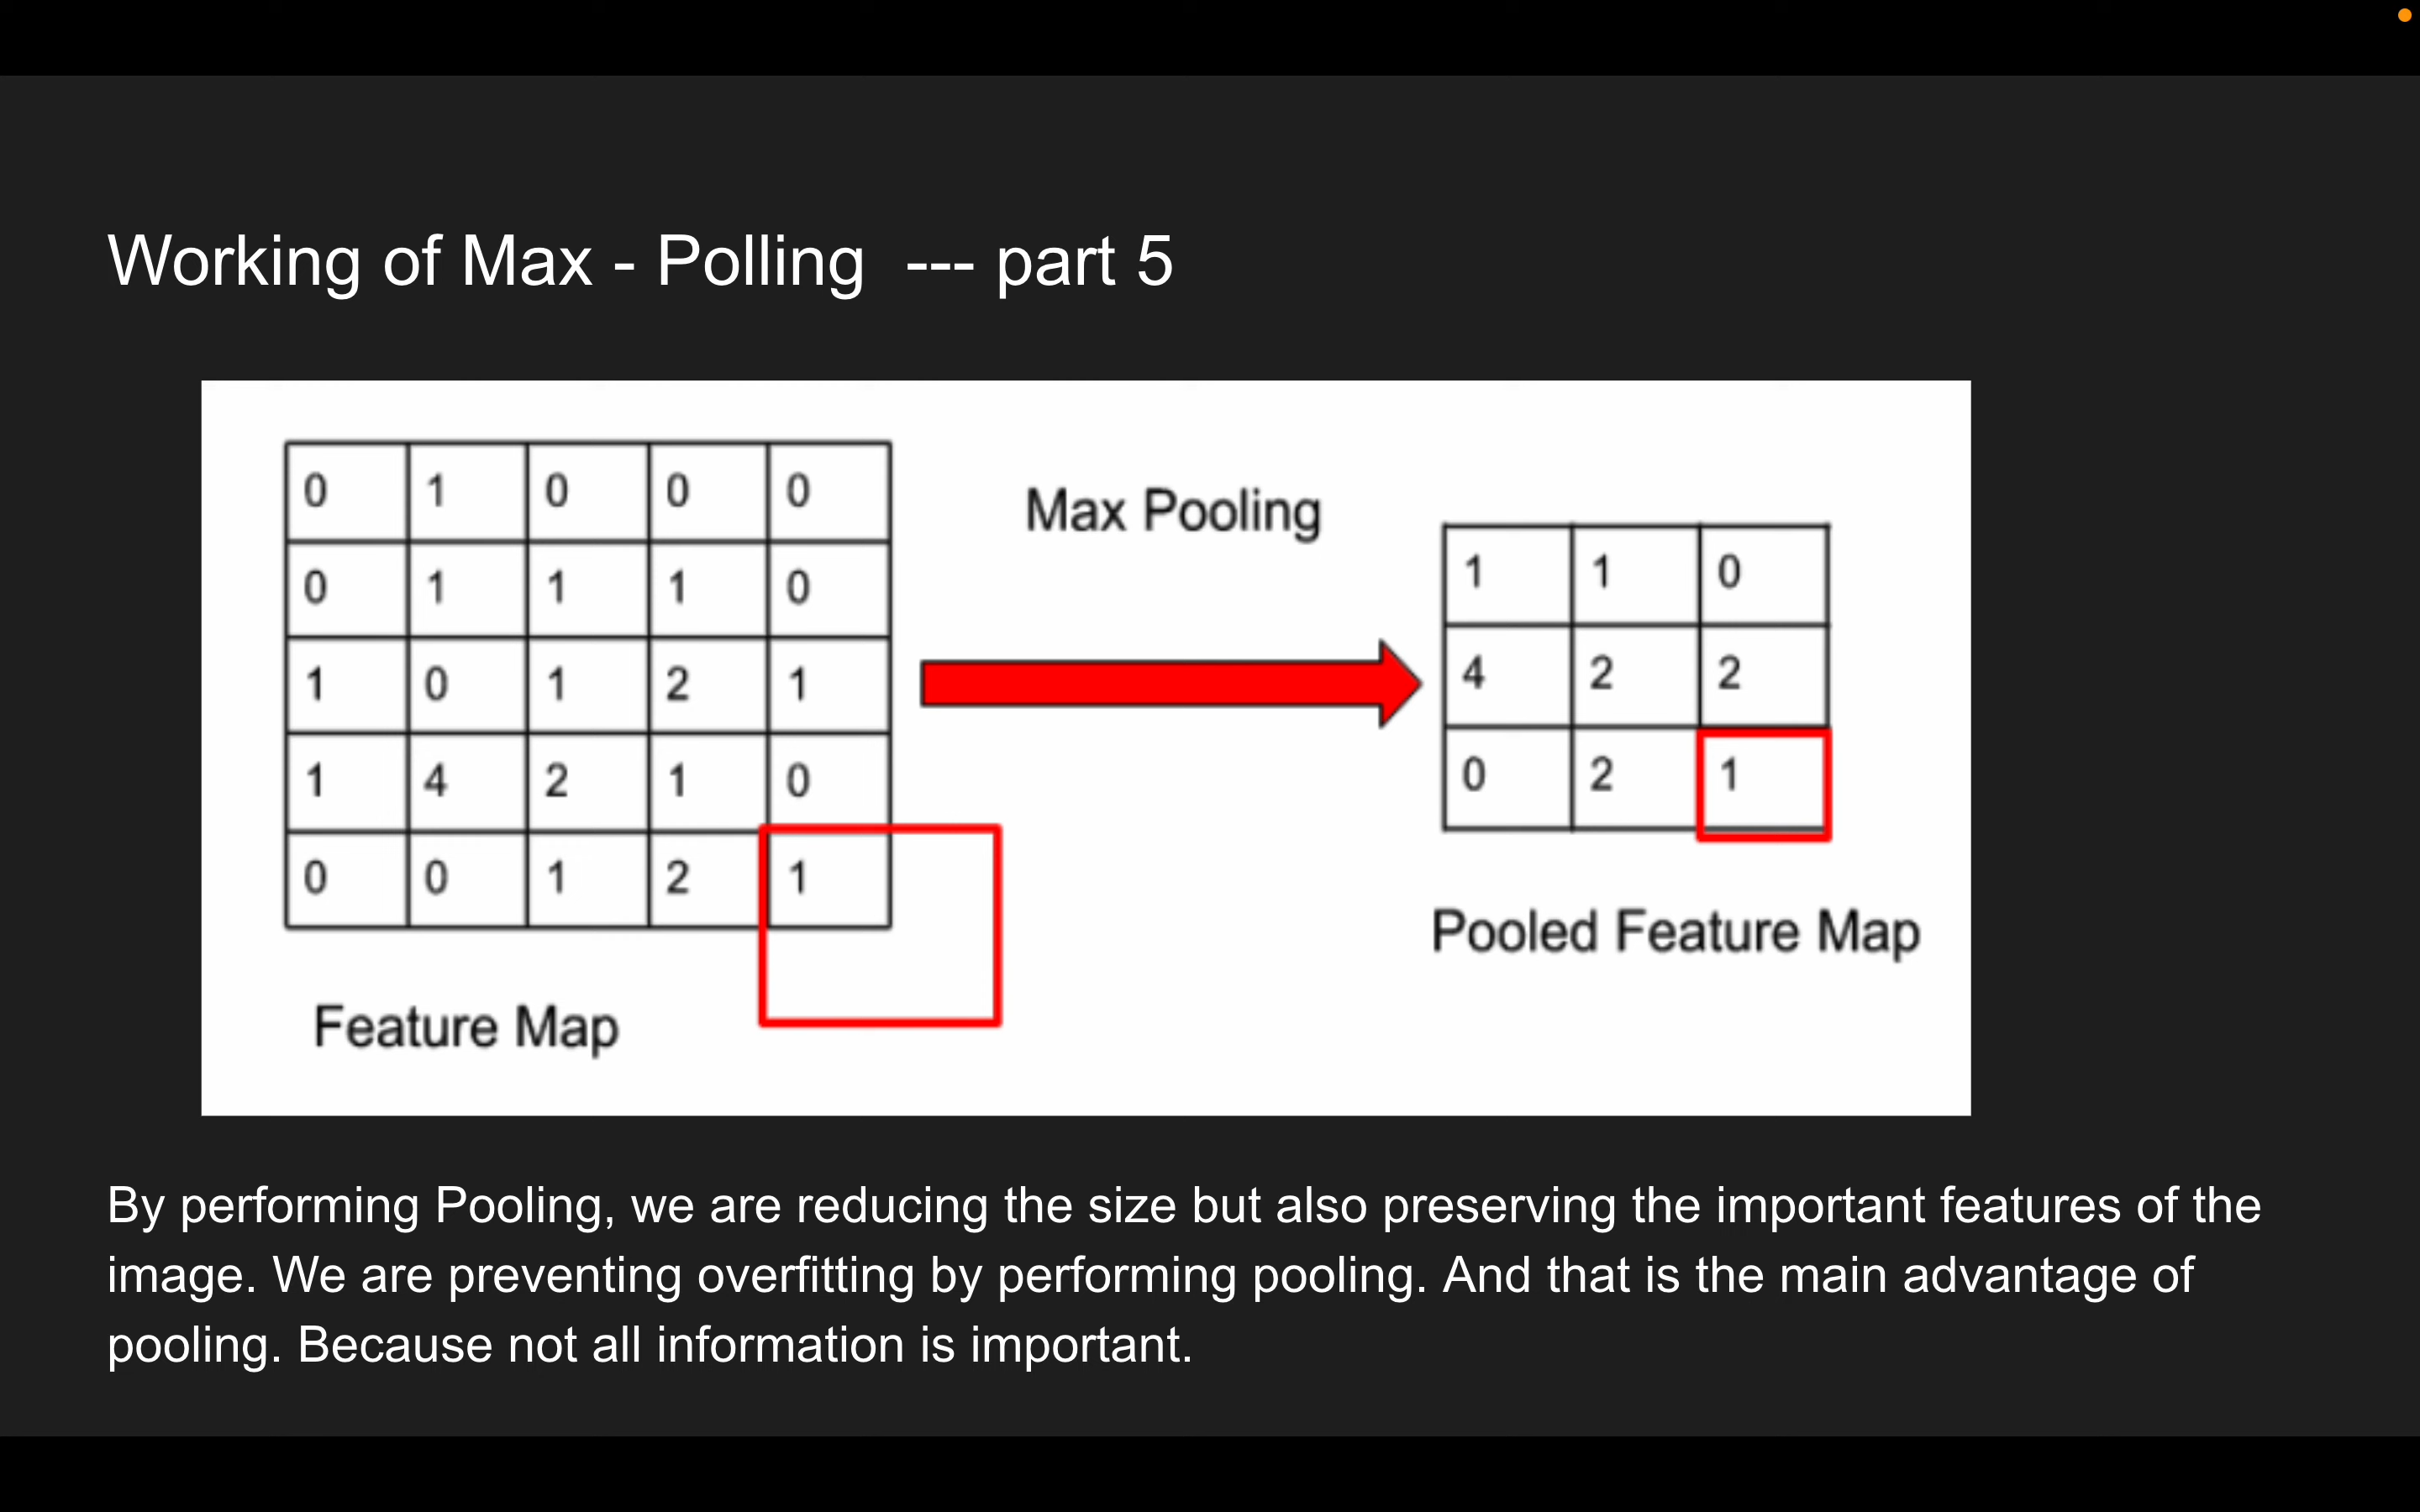 Working of Max - Polling  --- part 5
0 1 0 0 0
0 1 1 1 0
1 0 1 2 1
1 4 2 1 0
0 0 1 2 1
Feature Map
Max Pooling
1 1 0
4 2 2
0 2 1
Pooled Feature Map
By performing Pooling, we are reducing the size but also preserving the important features of the
image. We are preventing overfitting by performing pooling. And that is the main advantage of
pooling. Because not all information is important.